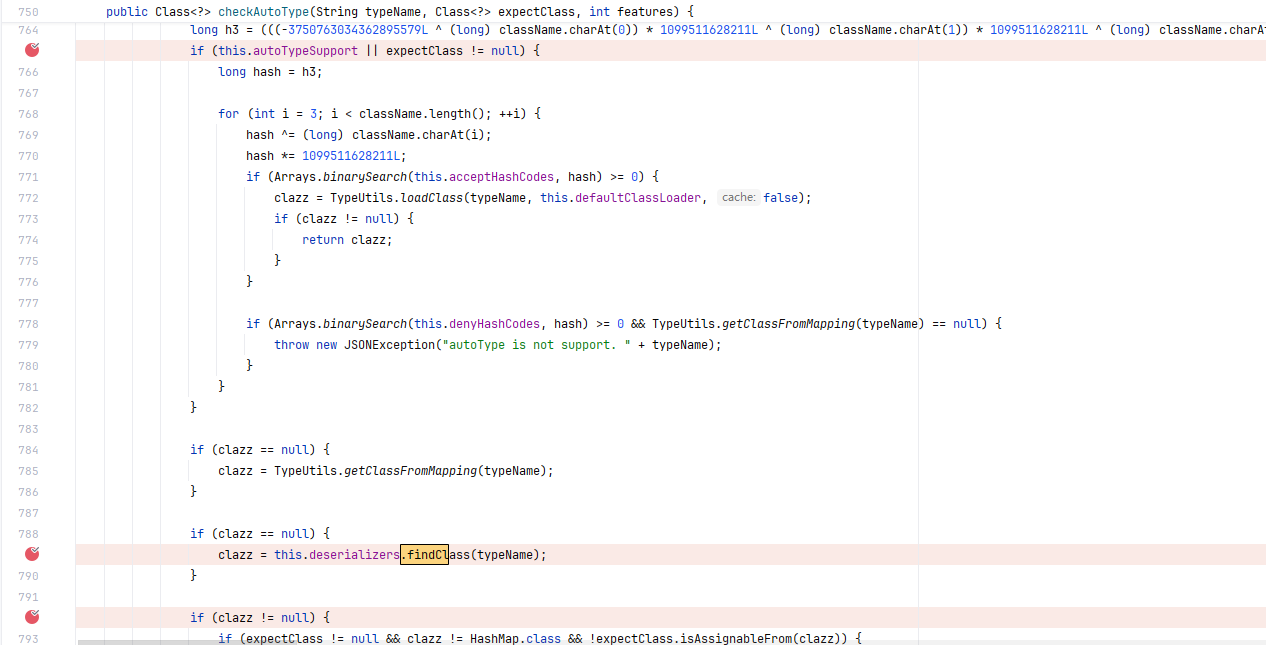 750 public Class<?> checkAutoType(String typeName, Class<?> expectClass, int features) {
764 long h3 = (((-3750763034362895579L ^ (long) className.charAt(0)) * 1099511628211L ^ (long) className.charAt(1)) * 1099511628211L ^ (long) className.charAt
if (this.autoTypeSupport || expectClass != null) {
766 long hash = h3;
767
768 for (int i = 3; i < className.length(); ++i) {
769 hash ^= (long) className.charAt(i);
770 hash *= 1099511628211L;
771 if (Arrays.binarySearch(this.acceptHashCodes, hash) >= 0) {
772 clazz = TypeUtils.loadClass(typeName, this.defaultClassLoader, cache: false);
773 if (clazz != null) {
774 return clazz;
775 }
776 }
777
778 if (Arrays.binarySearch(this.denyHashCodes, hash) >= 0 && TypeUtils.getClassFromMapping(typeName) == null) {
779 throw new JSONException("autoType is not support. " + typeName);
780 }
781 }
782 }
783
784 if (clazz == null) {
785 clazz = TypeUtils.getClassFromMapping(typeName);
786 }
787
788 if (clazz == null) {
clazz = this.deserializers.findClass(typeName);
790 }
791
if (clazz != null) {
793 if (expectClass != null && clazz != HashMap.class && !expectClass.isAssignableFrom(clazz)) {